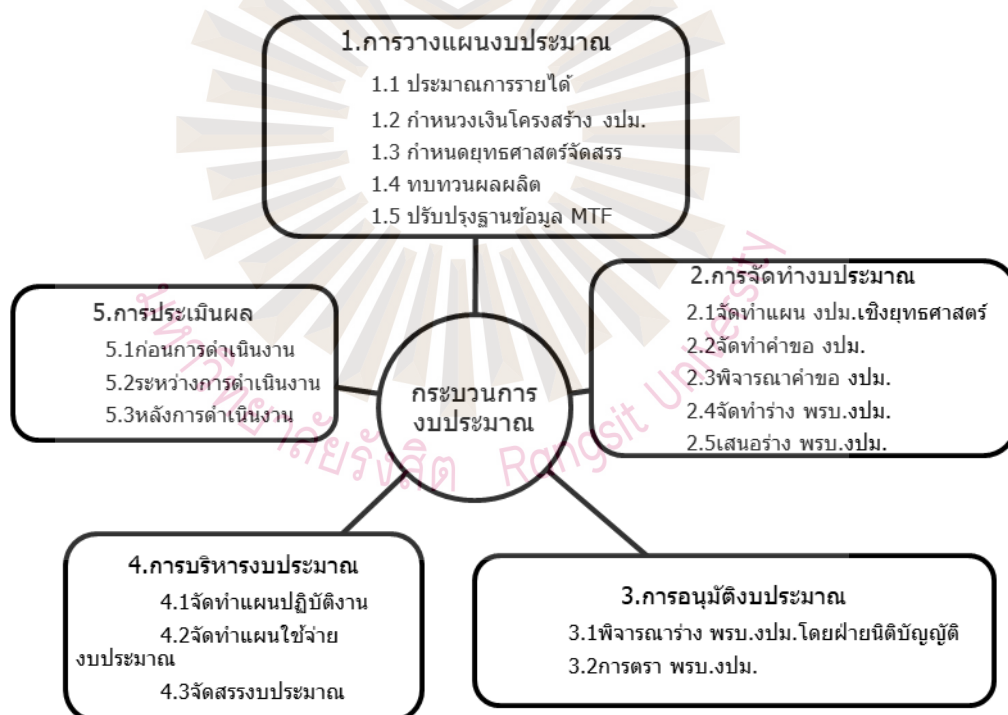 1.การวางแผนงบประมาณ
1.1 ประมาณการรายได้
1.2 กำหนวงเงินโครงสร้าง งปม.
1.3 กำหนดยุทธศาสตร์จัดสรร
1.4 ทบทวนผลผลิต
1.5 ปรับปรุงฐานข้อมูล MTF
2.การจัดทำงบประมาณ
2.1จัดทำแผน งปม.เชิงยุทธศาสตร์
2.2จัดทำคำขอ งปม.
2.3พิจารณาคำขอ งปม.
2.4จัดทำร่าง พรบ.งปม.
2.5เสนอร่าง พรบ.งปม.
5.การประเมินผล
5.1ก่อนการดำเนินงาน
5.2ระหว่างการดำเนินงาน
5.3หลังการดำเนินงาน
กระบวนการ
งบประมาณ
4.การบริหารงบประมาณ
4.1จัดทำแผนปฏิบัติงาน
4.2จัดทำแผนใช้จ่าย
งบประมาณ
4.3จัดสรรงบประมาณ
3.การอนุมัติงบประมาณ
3.1พิจารณาร่าง พรบ.งปม.โดยฝ่ายนิติบัญญัติ
3.2การตรา พรบ.งปม.
มหาวิทยาลัยรังสิต Rangsit University